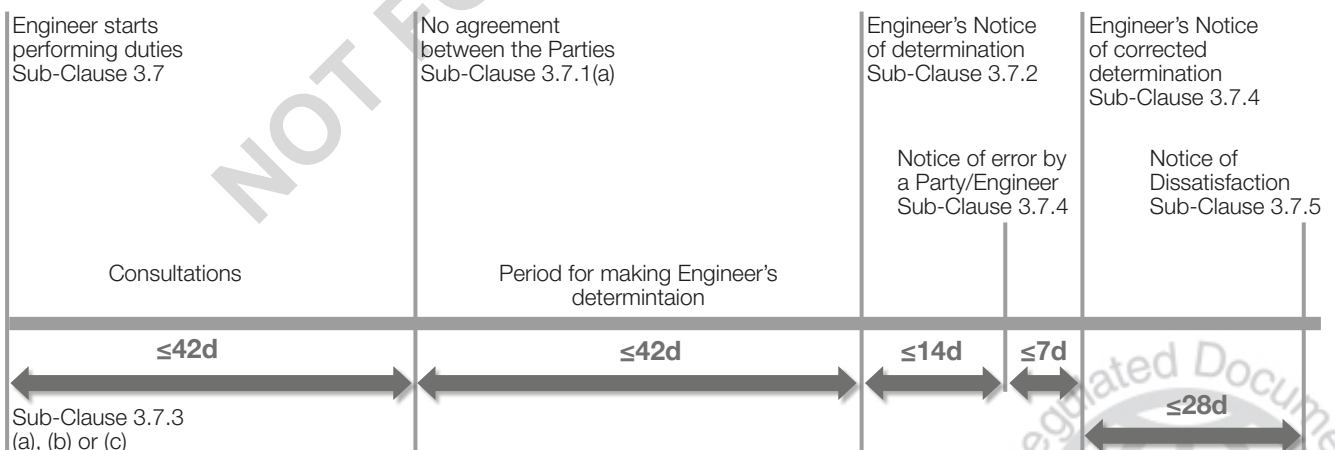 Engineer starts
performing duties
Sub-Clause 3.7
No agreement
between the Parties
Sub-Clause 3.7.1(a)
Engineer’s Notice
of determination
Sub-Clause 3.7.2
Engineer’s Notice
of corrected
determination
Sub-Clause 3.7.4
Notice of error by
a Party/Engineer
Sub-Clause 3.7.4
Notice of
Dissatisfaction
Sub-Clause 3.7.5
Consultations
Period for making Engineer’s
determintaion
≤42d
≤42d
≤14d
≤7d
≤28d
Sub-Clause 3.7.3
(a), (b) or (c)
NOT